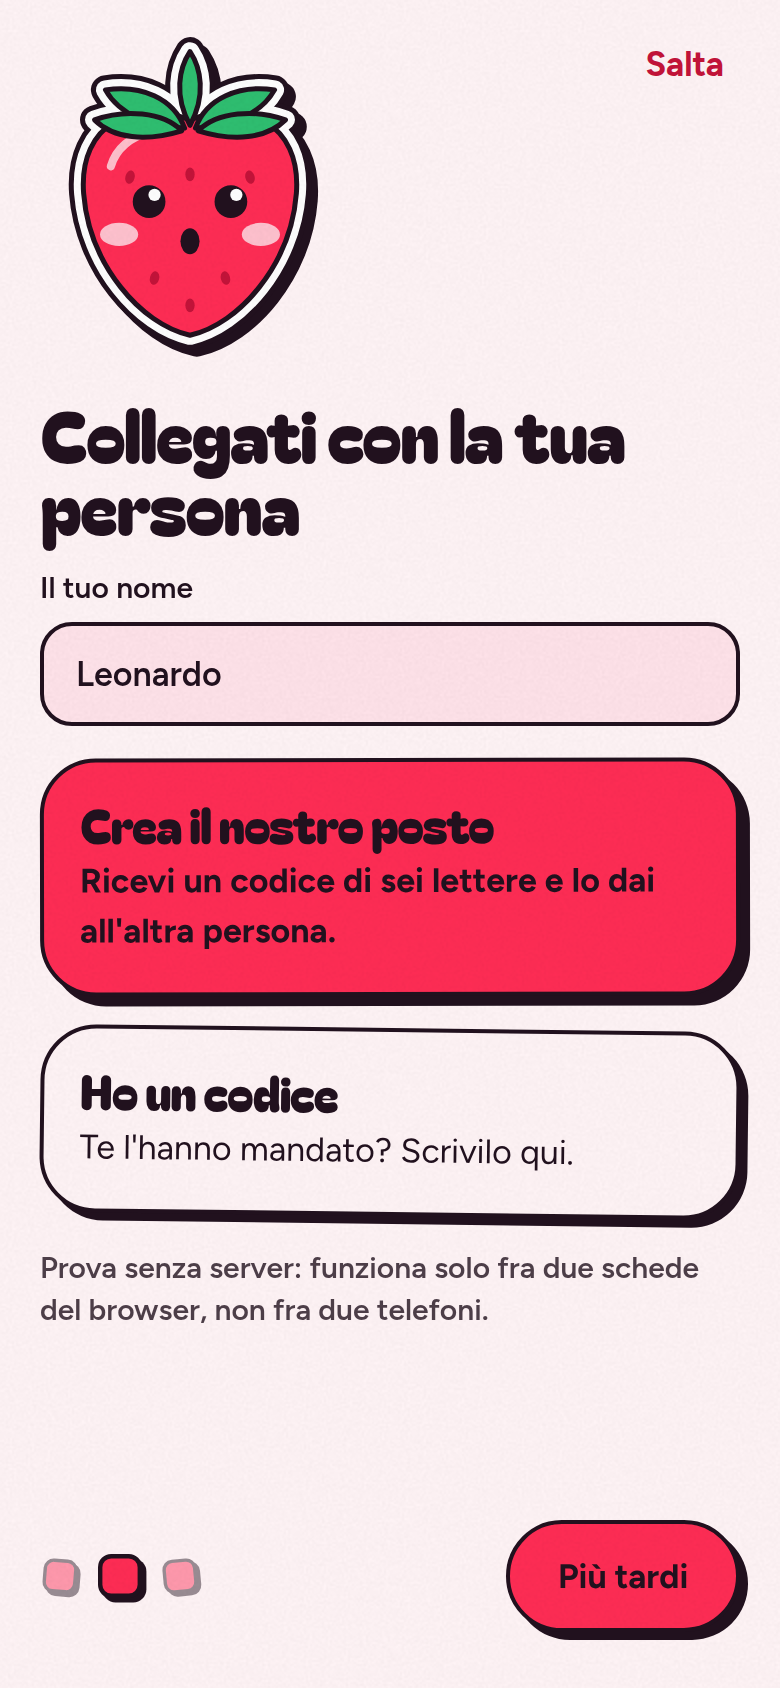 Salta
Collegati con la tua
persona
Il tuo nome
Leonardo
Crea il nostro posto
Ricevi un codice di sei lettere e lo dai
all'altra persona.
Ho un codice
Te l'hanno mandato? Scrivilo qui.
Prova senza server: funziona solo fra due schede
del browser, non fra due telefoni.
Più tardi